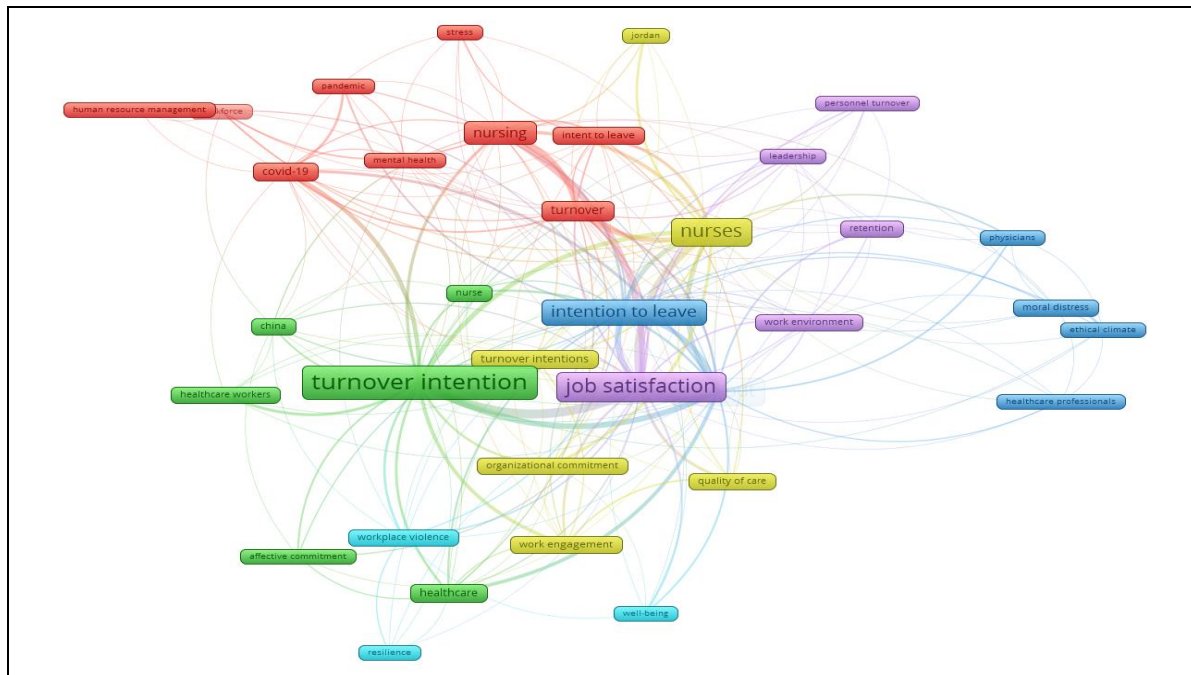 stress
jordan
pandemic
human resource management
kforce
personnel turnover
nursing
intent to leave
mental health
leadership
covid-19
turnover
nurses
retention
physicians
nurse
intention to leave
moral distress
china
work environment
ethical climate
turnover intentions
turnover intention
job satisfaction
healthcare workers
healthcare professionals
organizational commitment
quality of care
workplace violence
work engagement
affective commitment
healthcare
well-being
resilience